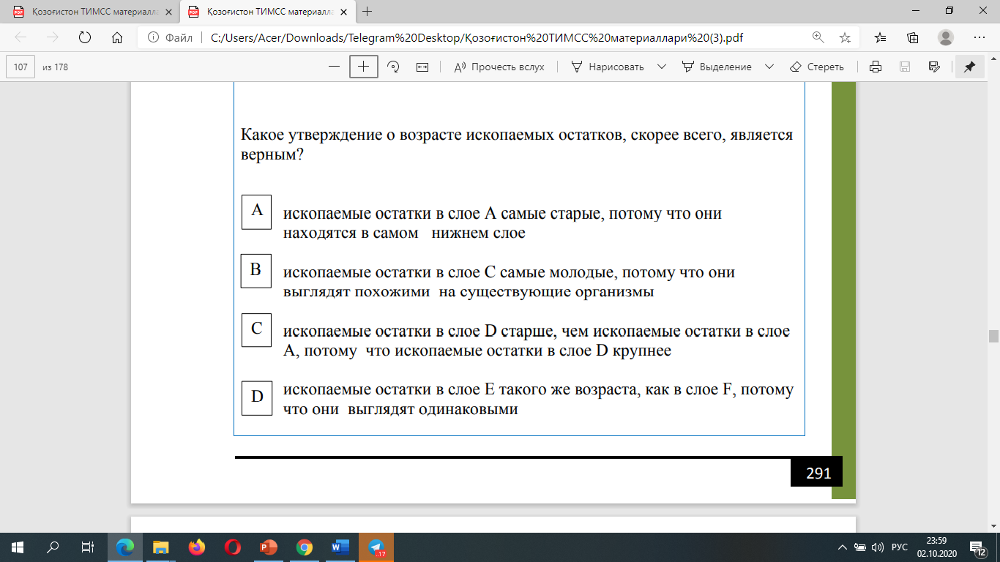 Қозоғистон ТИМСС материалла
Қозоғистон ТИМСС материалла
Файл
C:/Users/Acer/Downloads/Telegram%20Desktop/Қозоғистон%20ТИМСС%20материаллари%20(3).pdf
107 из 178
Прочесть вслух
Нарисовать
Выделение
Стереть
Какое утверждение о возрасте ископаемых остатков, скорее всего, является
верным?
A
ископаемые остатки в слое А самые старые, потому что они
находятся в самом нижнем слое
B
ископаемые остатки в слое С самые молодые, потому что они
выглядят похожими на существующие организмы
C
ископаемые остатки в слое D старше, чем ископаемые остатки в слое
А, потому что ископаемые остатки в слое D крупнее
D
ископаемые остатки в слое Е такого же возраста, как в слое F, потому
что они выглядят одинаковыми
291
..17
РУС
23:59
02.10.2020
12